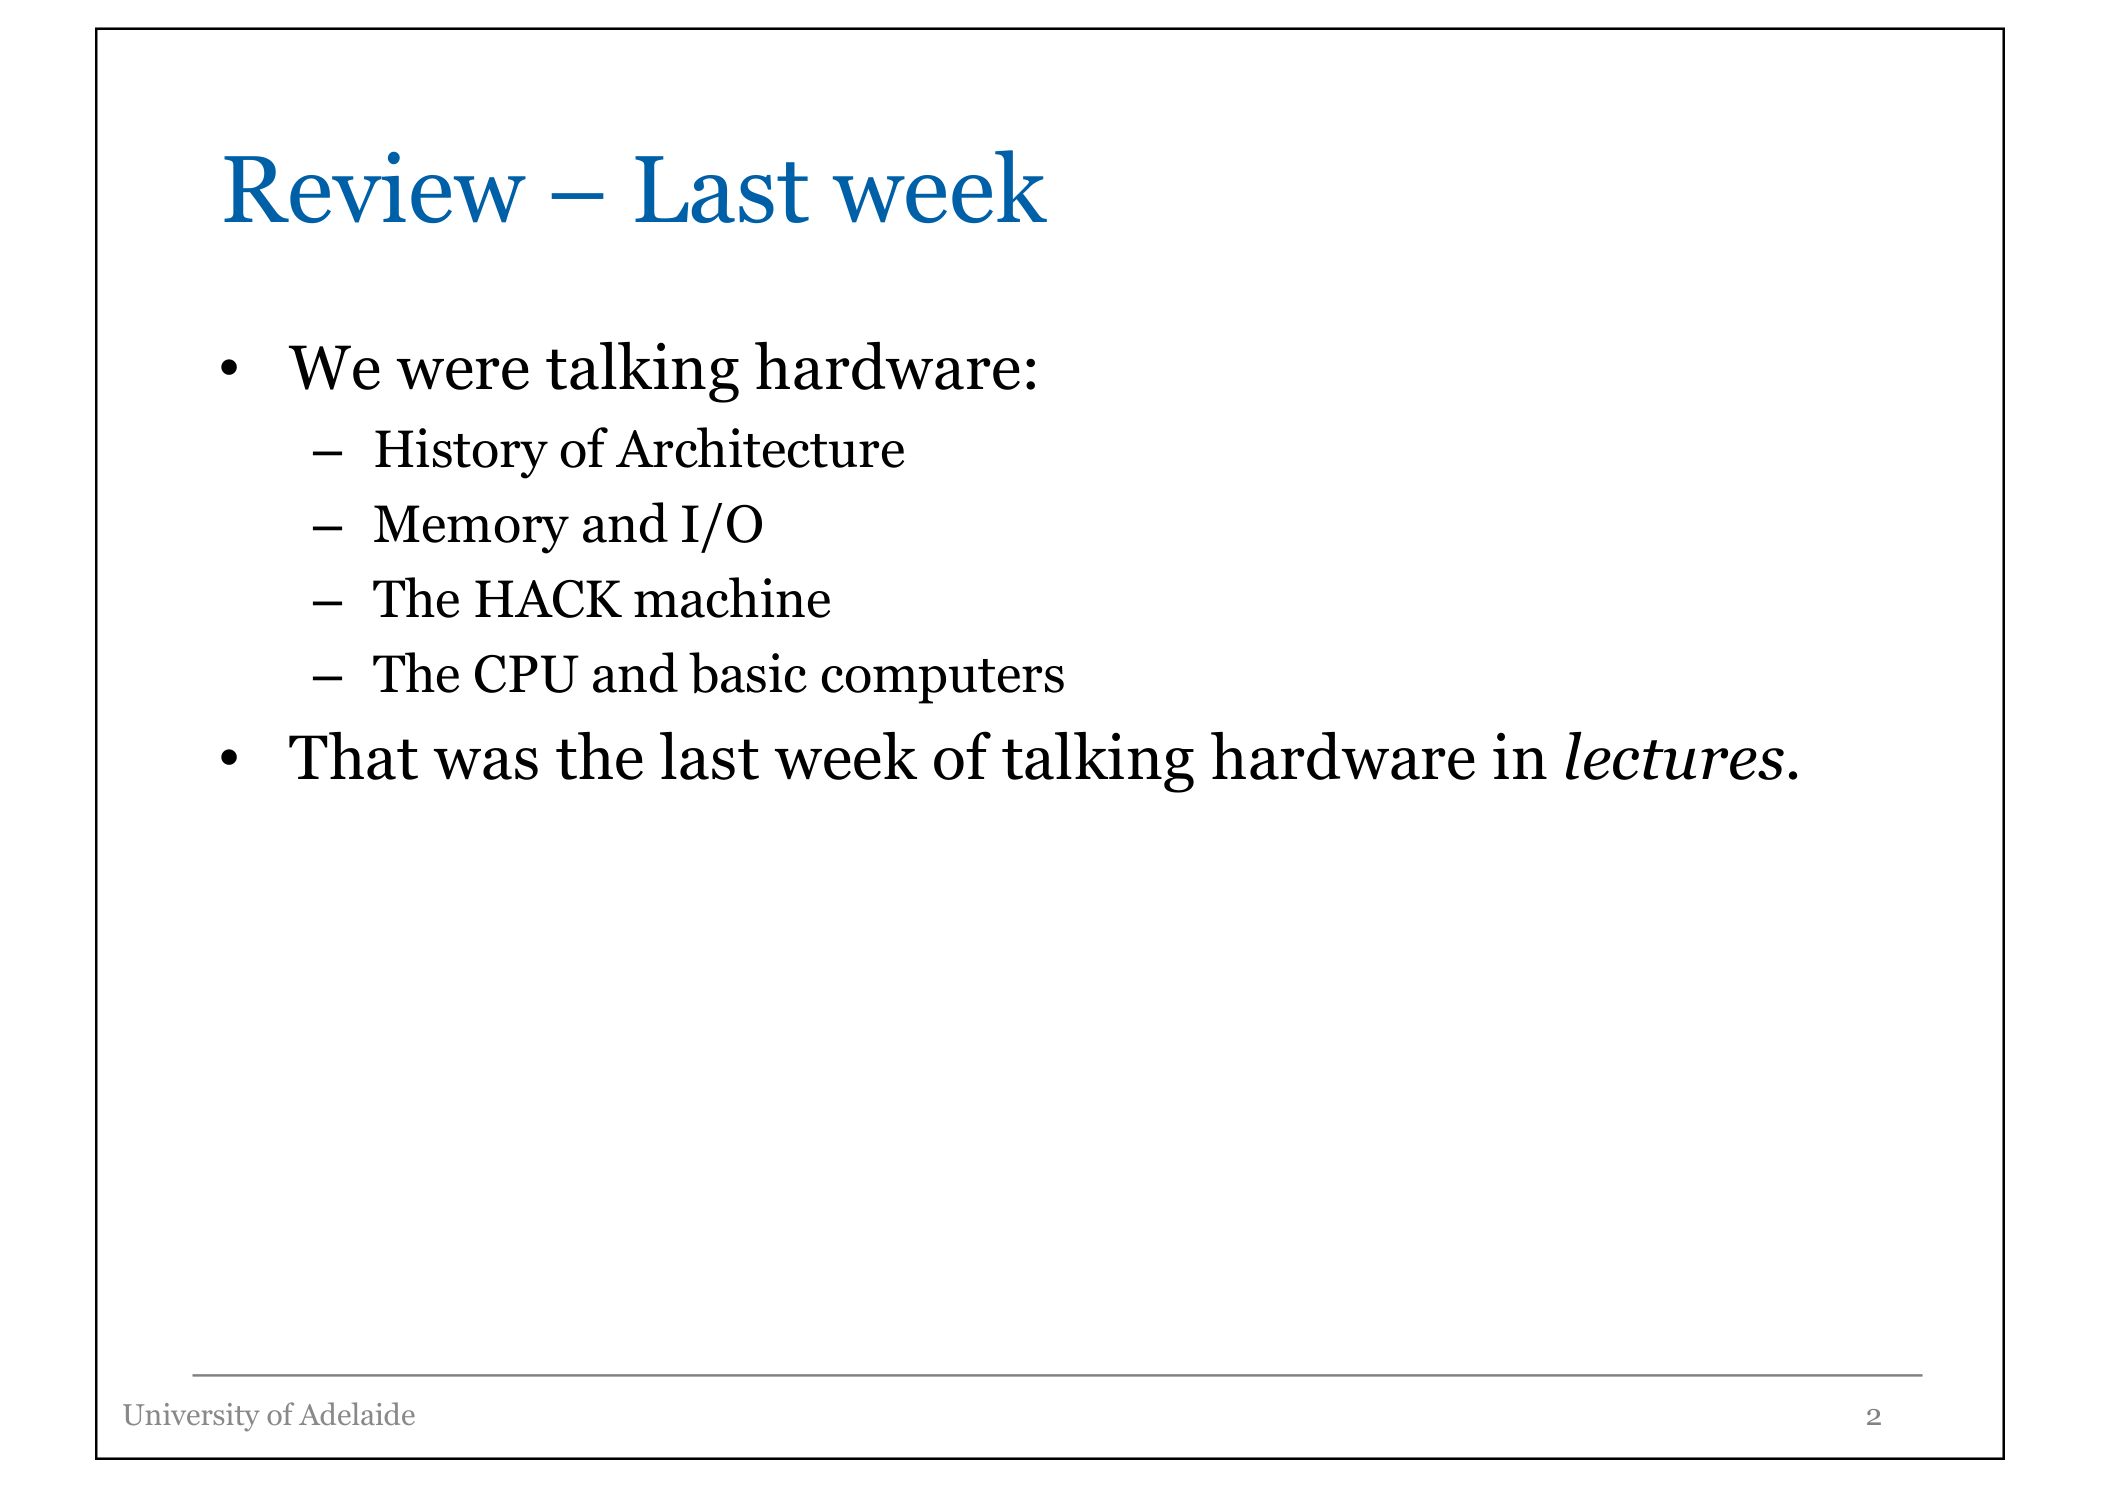 Review – Last week
• We were talking hardware:
– History of Architecture
– Memory and I/O
– The HACK machine
– The CPU and basic computers
• That was the last week of talking hardware in lectures.
University of Adelaide 2